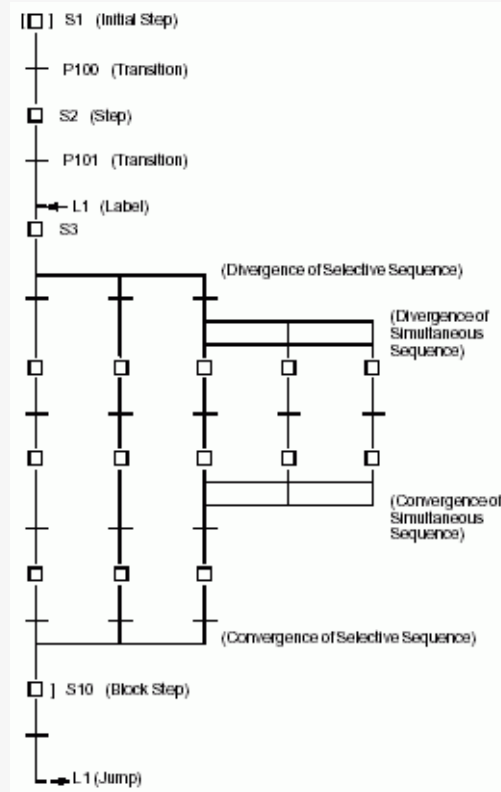 [ ] S1 (Initial Step)
P100 (Transition)
S2 (Step)
P101 (Transition)
L1 (Label)
S3
(Divergence of Selective Sequence)
(Divergence of
Simultaneous
Sequence)
(Convergence of
Simultaneous
Sequence)
(Convergence of Selective Sequence)
] S10 (Block Step)
L1 (Jump)